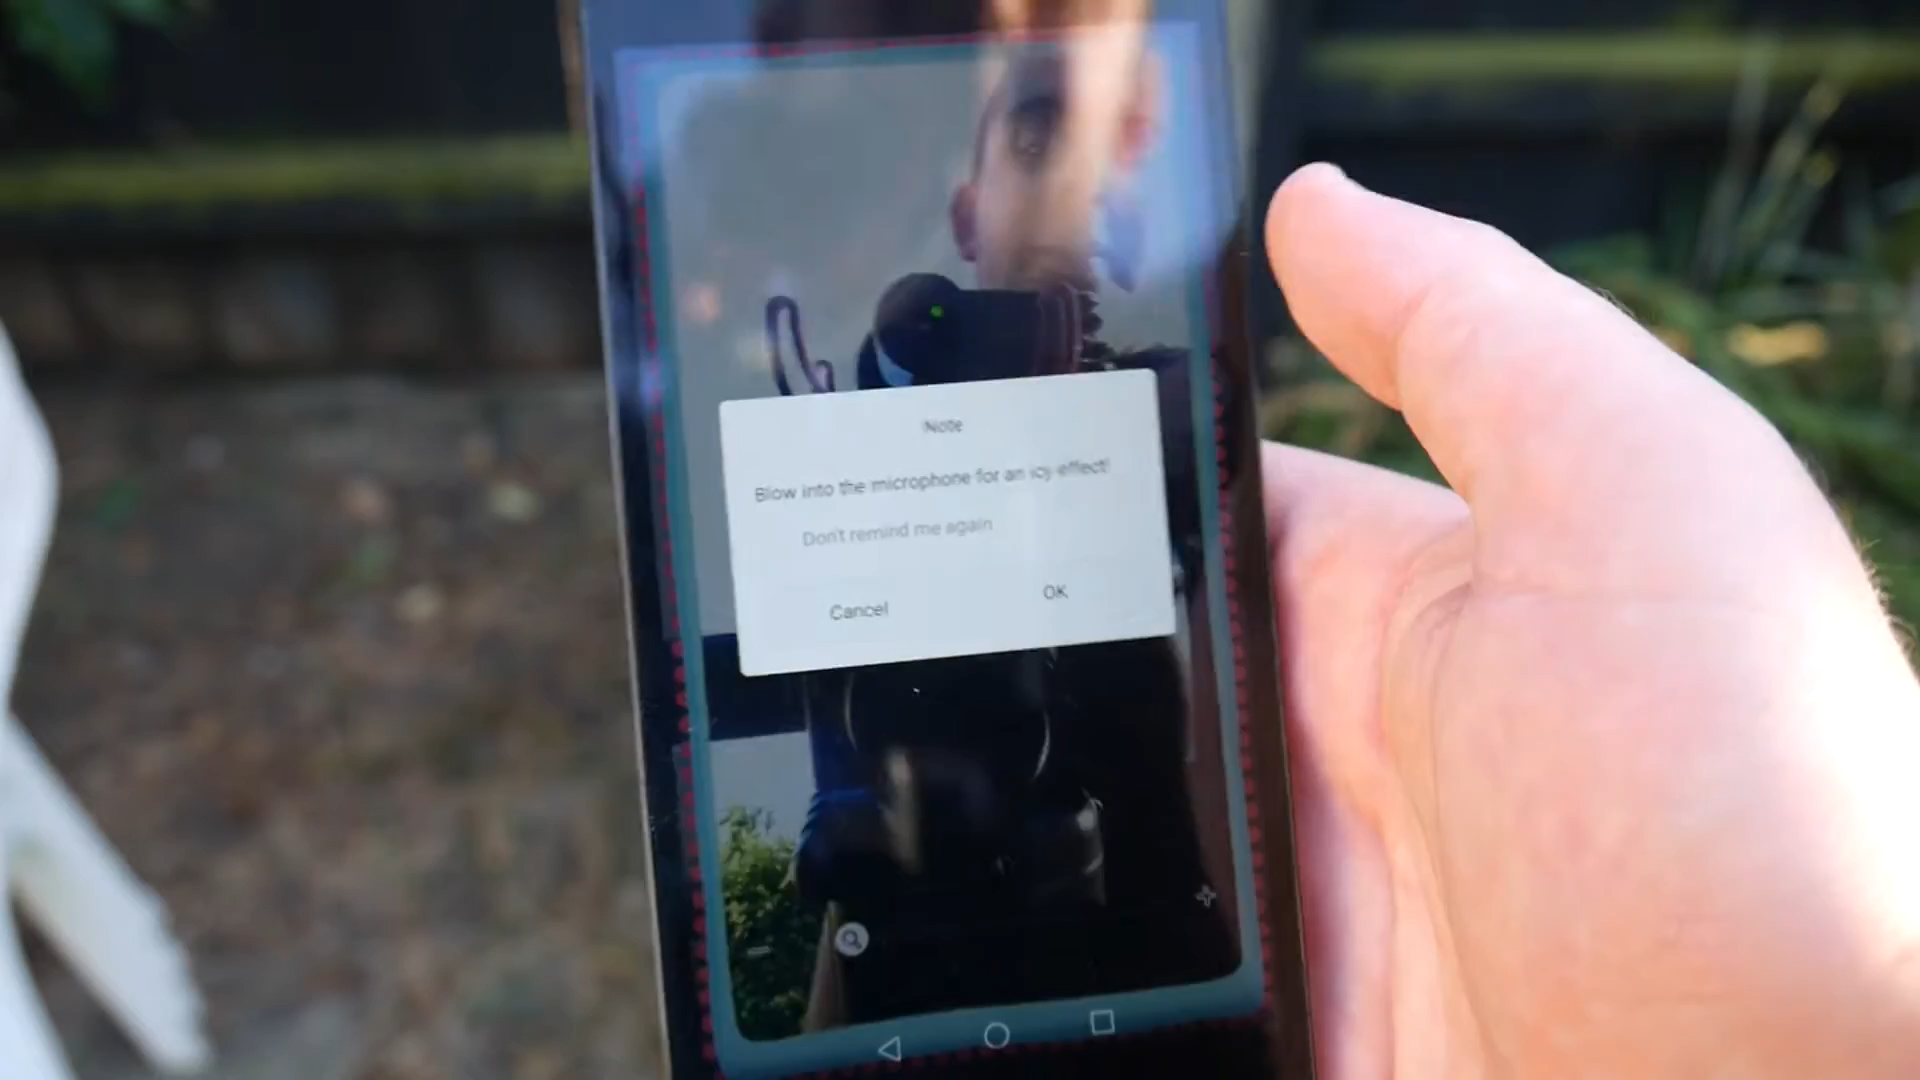 Note
Blow into the microphone for an icy effect!
Don't remind me again
Cancel
OK